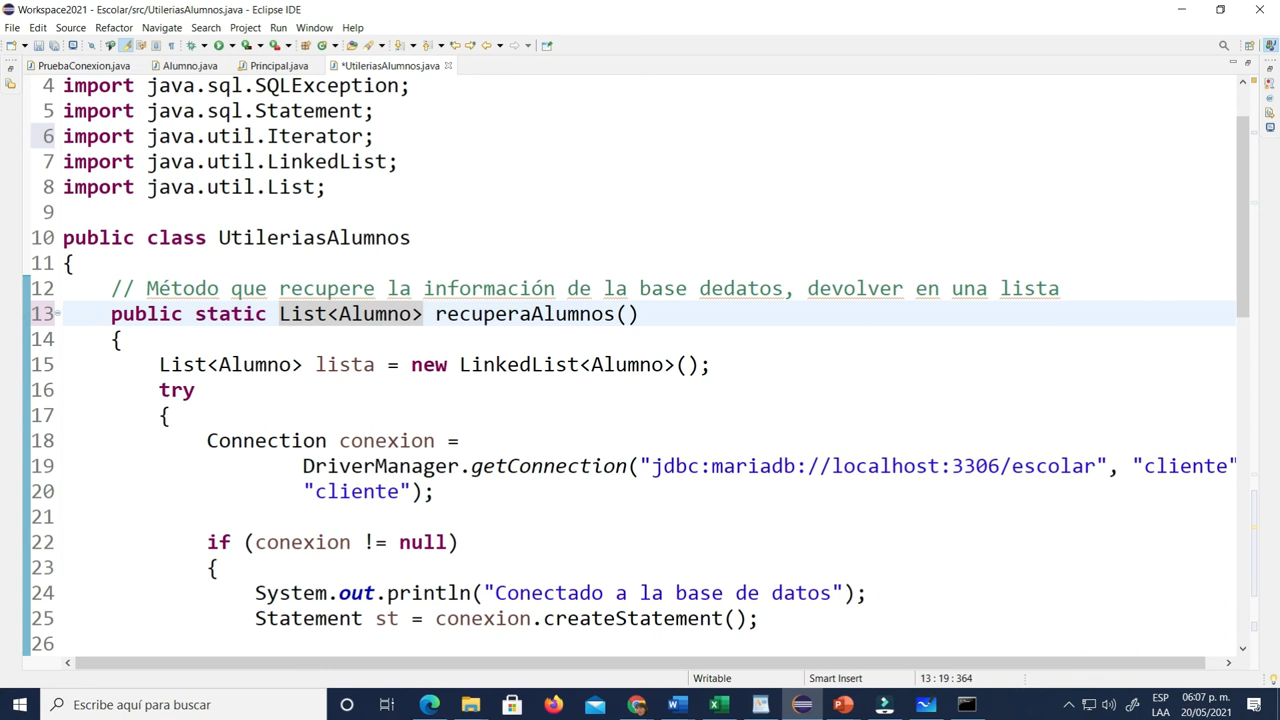 Workspace2021 - Escolar/src/UtileriasAlumnos.java - Eclipse IDE
File Edit Source Refactor Navigate Search Project Run Window Help
PruebaConexion.java Alumno.java Principal.java *UtileriasAlumnos.java
4 import java.sql.SQLException;
5 import java.sql.Statement;
6 import java.util.Iterator;
7 import java.util.LinkedList;
8 import java.util.List;
9
10 public class UtileriasAlumnos
11 {
12 // Método que recupere la información de la base dedatos, devolver en una lista
13 public static List<Alumno> recuperaAlumnos()
14 {
15 List<Alumno> lista = new LinkedList<Alumno>();
16 try
17 {
18 Connection conexion =
19 DriverManager.getConnection("jdbc:mariadb://localhost:3306/escolar", "cliente"
20 "cliente");
21
22 if (conexion != null)
23 {
24 System.out.println("Conectado a la base de datos");
25 Statement st = conexion.createStatement();
26
Writable Smart Insert 13 : 19 : 364
Escribe aquí para buscar
ESP 06:07 p. m.
LAA 20/05/2021